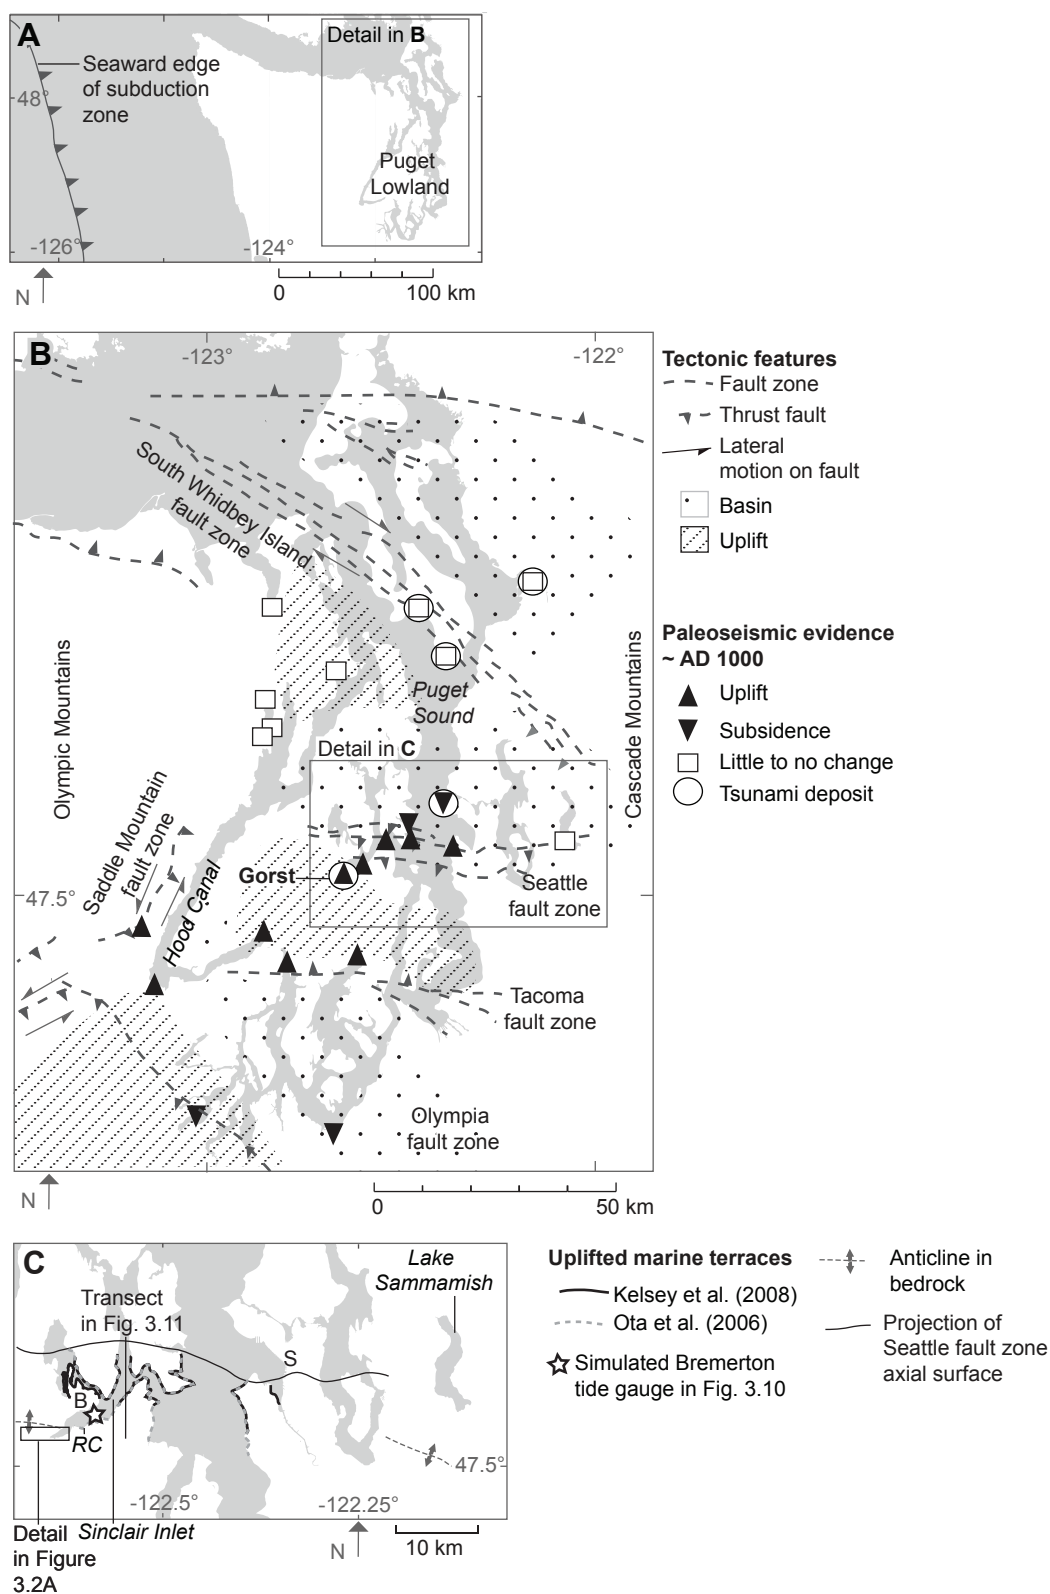 A
Detail in B
Seaward edge
of subduction
zone
48°
Puget
Lowland
-126°
-124°
N
0
100 km
B
-123°
-122°
South Whidbey Island
fault zone
Olympic Mountains
Puget
Sound
Cascade Mountains
Detail in C
Saddle Mountain
fault zone
Gorst
Seattle
fault zone
47.5°
Hood Canal
Tacoma
fault zone
Olympia
fault zone
N
0
50 km
Tectonic features
Fault zone
Thrust fault
Lateral
motion on fault
Basin
Uplift
Paleoseismic evidence
~ AD 1000
Uplift
Subsidence
Little to no change
Tsunami deposit
C
Lake
Sammamish
Transect
in Fig. 3.11
S
B
RC
47.5°
-122.5°
-122.25°
Detail
in Figure
3.2A
Sinclair Inlet
N
10 km
Uplifted marine terraces
Kelsey et al. (2008)
Ota et al. (2006)
Simulated Bremerton
tide gauge in Fig. 3.10
Anticline in
bedrock
Projection of
Seattle fault zone
axial surface